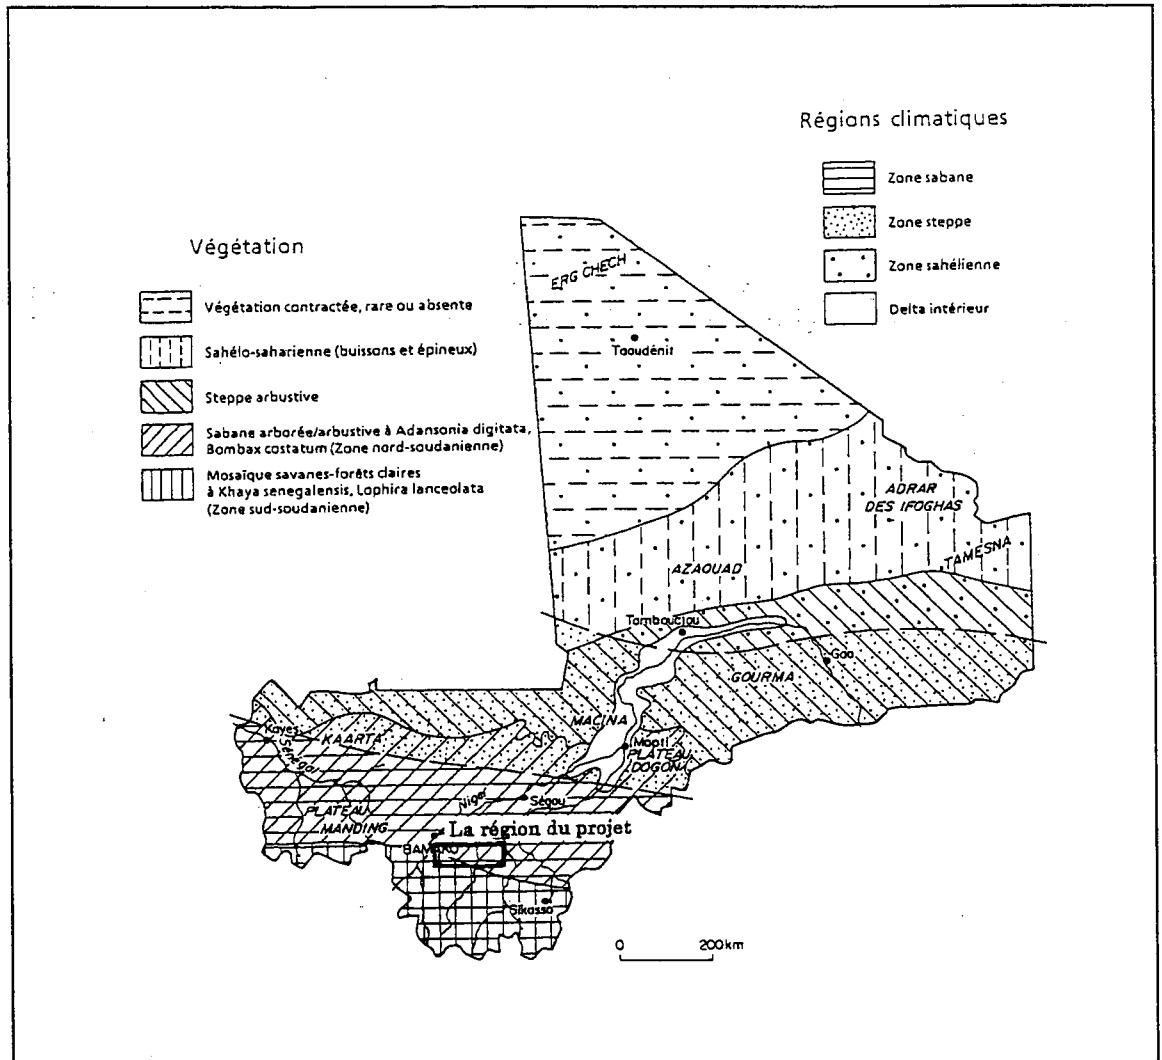 Régions climatiques
Zone sabane
Zone steppe
Zone sahélienne
Delta intérieur
Végétation
Végétation contractée, rare ou absente
Sahélo-saharienne (buissons et épineux)
Steppe arbustive
Sabane arborée/arbustive à Adansonia digitata,
Bombax costatum (Zone nord-soudanienne)
Mosaïque savanes-forêts claires
à Khaya senegalensis, Lophira lanceolata
(Zone sud-soudanienne)
ERG CHECH
Taoudénit
ADRAR
DES IFOGHAS
TAMESNA
AZAOUAD
Tombouctou
Gao
GOURMA
MACINA
Kayes
KAARTA
Sénégal
Mopti
PLATEAU
DOGON
Niger
Ségou
PLATEAU
MANDING
La région du projet
BAMAKO
Sikasso
0 200km